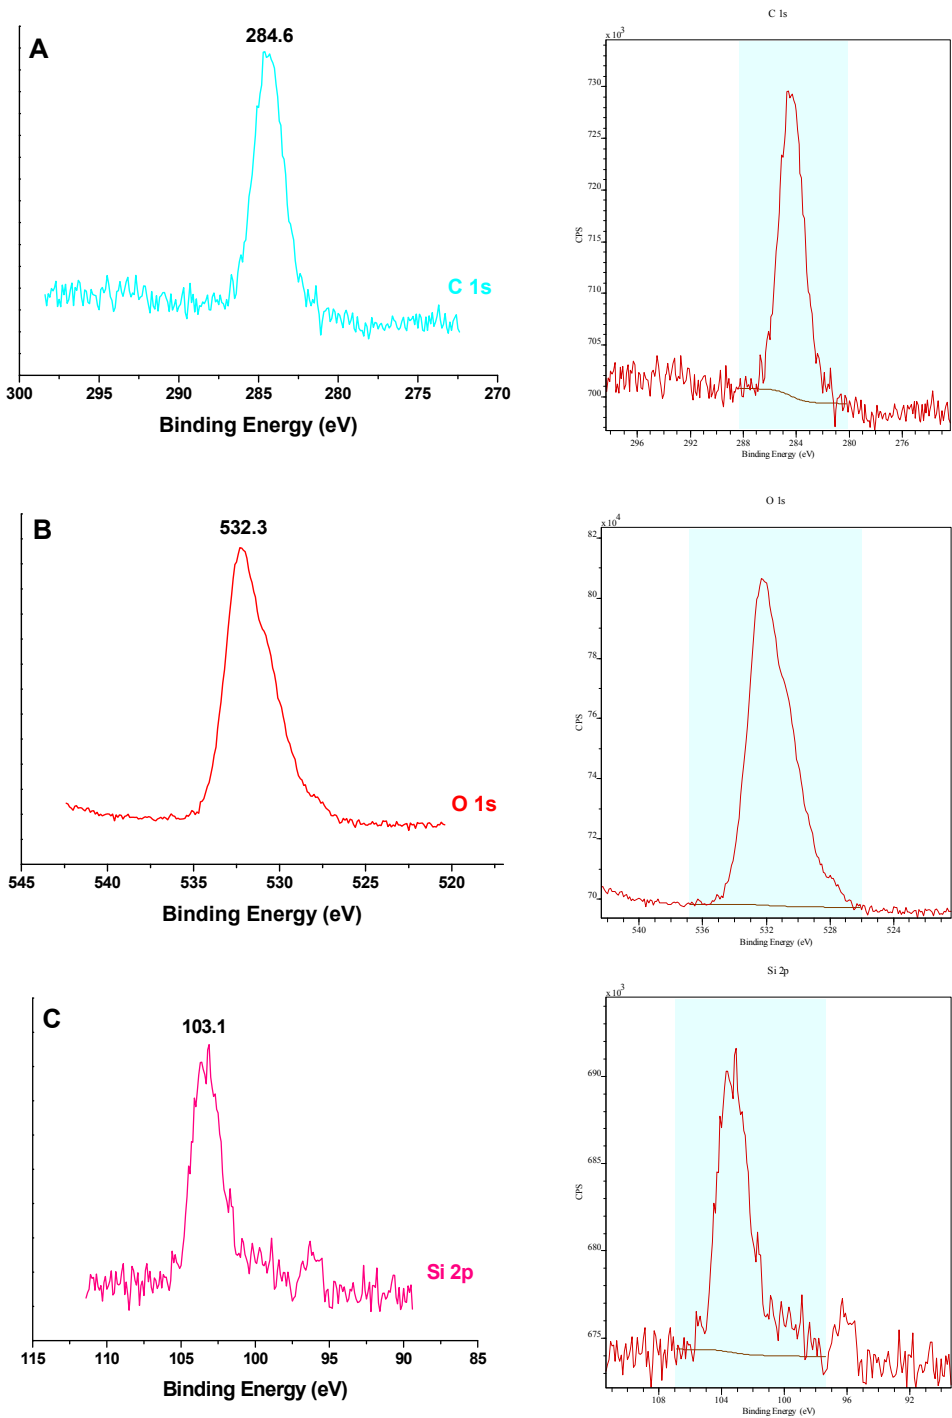 A
284.6
C 1s
300 295 290 285 280 275 270
Binding Energy (eV)
C 1s
x 10³
730
725
720
715
710
705
700
CPS
296 292 288 284 280 276
Binding Energy (eV)
B
532.3
O 1s
545 540 535 530 525 520
Binding Energy (eV)
O 1s
x 10⁴
82
80
78
76
74
72
70
CPS
540 536 532 528 524
Binding Energy (eV)
C
103.1
Si 2p
115 110 105 100 95 90 85
Binding Energy (eV)
Si 2p
x 10³
690
685
680
675
CPS
108 104 100 96 92
Binding Energy (eV)